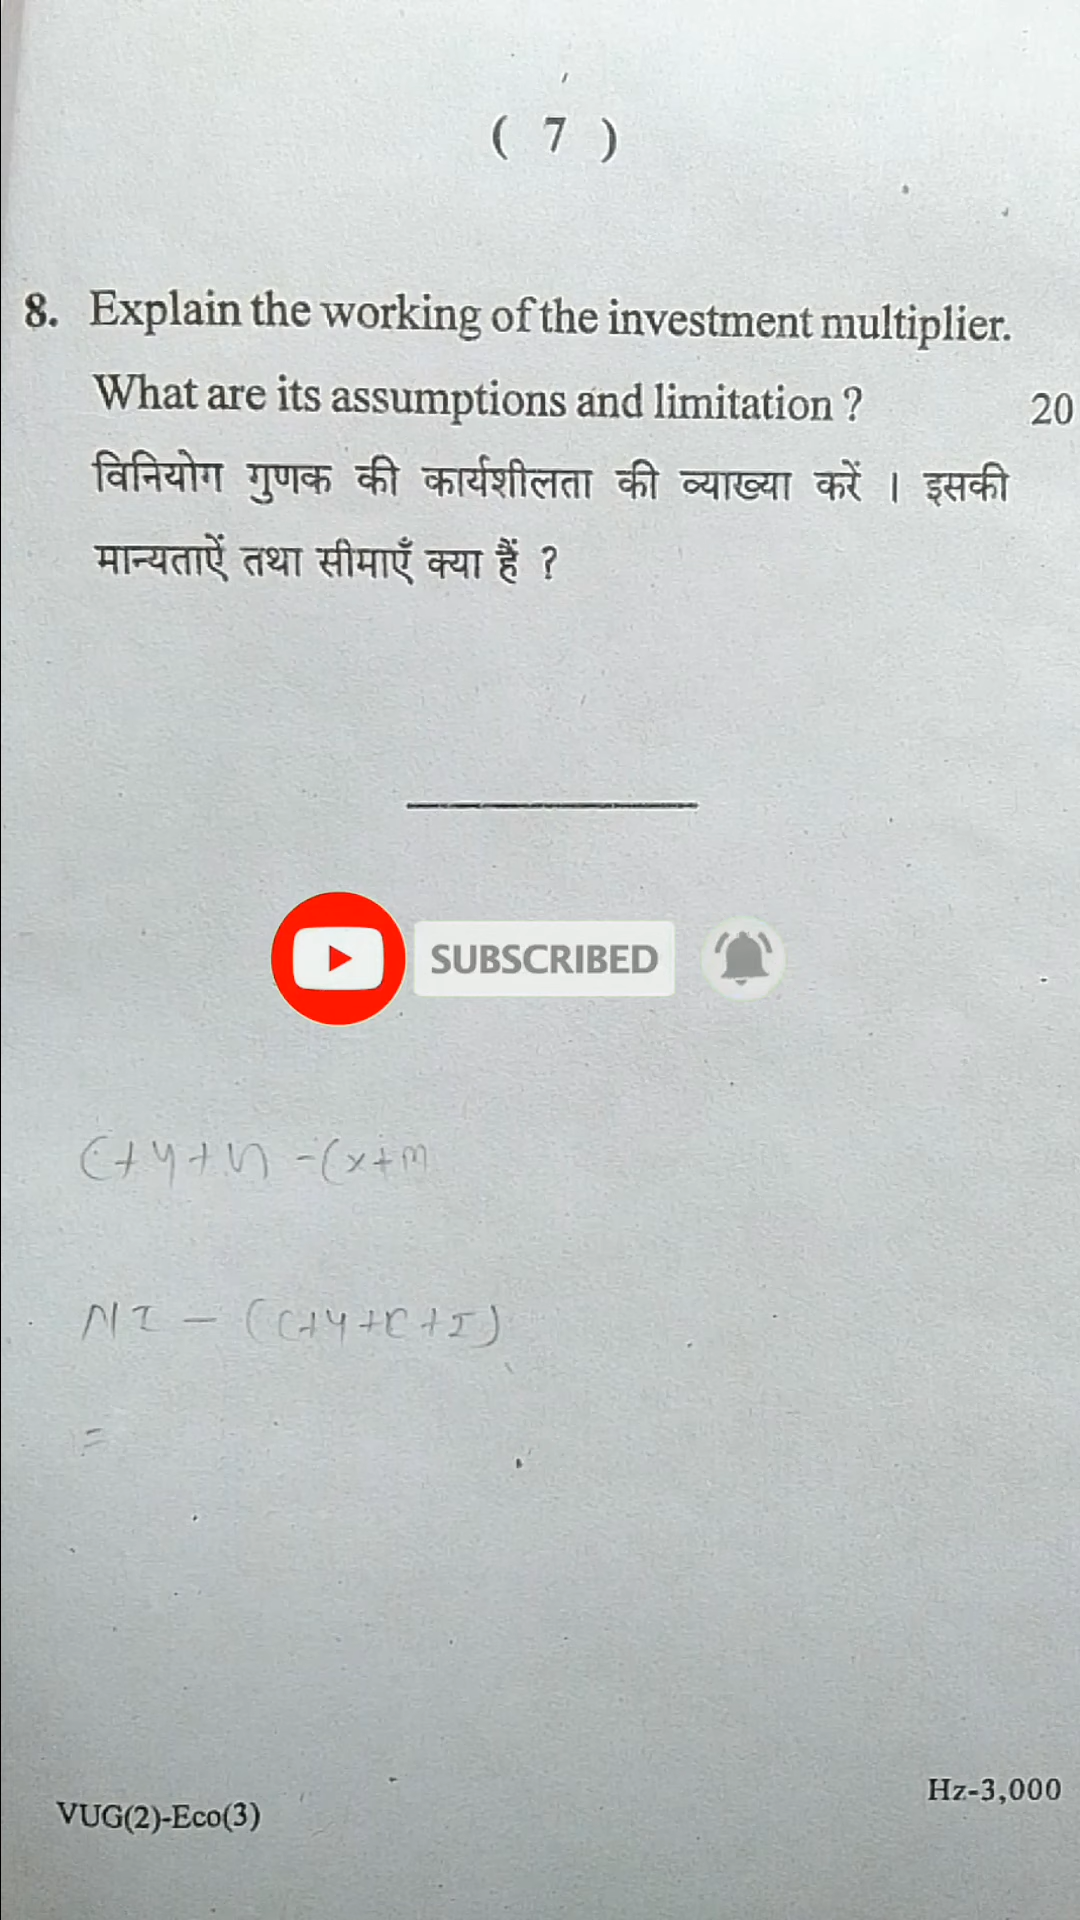 ( 7 )
8. Explain the working of the investment multiplier.
What are its assumptions and limitation ? 20
विनियोग गुणक की कार्यशीलता की व्याख्या करें । इसकी
मान्यताऐं तथा सीमाएँ क्या हैं ?
SUBSCRIBED
NI - (C+Y+C+I)
=
Hz-3,000
VUG(2)-Eco(3)